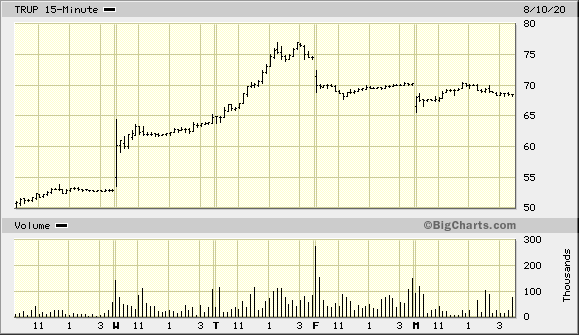 TRUP 15-Minute 8/10/20
80
75
70
65
60
55
50
Volume ©BigCharts.com
300
200
100
0
Thousands
11 1 3 W 11 1 3 T 11 1 3 F 11 1 3 M 11 1 3